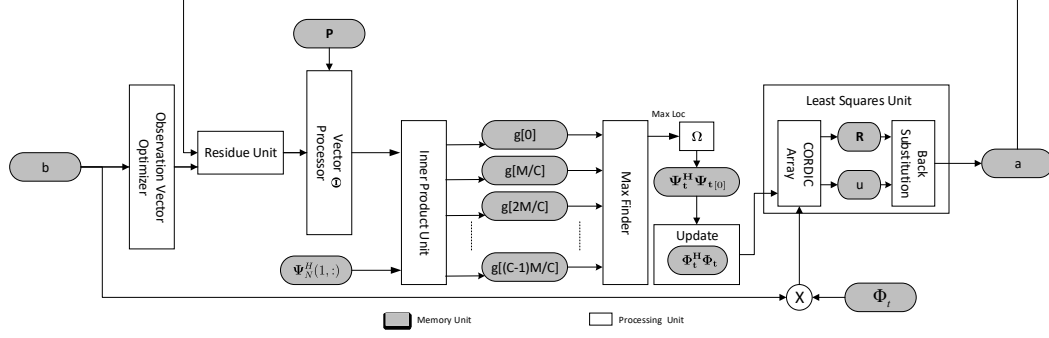 P
Least Squares Unit
Max Loc
b
Observation Vector
Optimizer
Residue Unit
Vector Θ
Processor
Inner Product Unit
g[0]
g[M/C]
g[2M/C]
g[(C-1)M/C]
Max Finder
Ω
Ψ_t^H Ψ_t[0]
Update
Φ_t^H Φ_t
CORDIC
Array
R
u
Back
Substitution
a
Ψ_N^H(1,:)
X
Φ_t
Memory Unit
Processing Unit